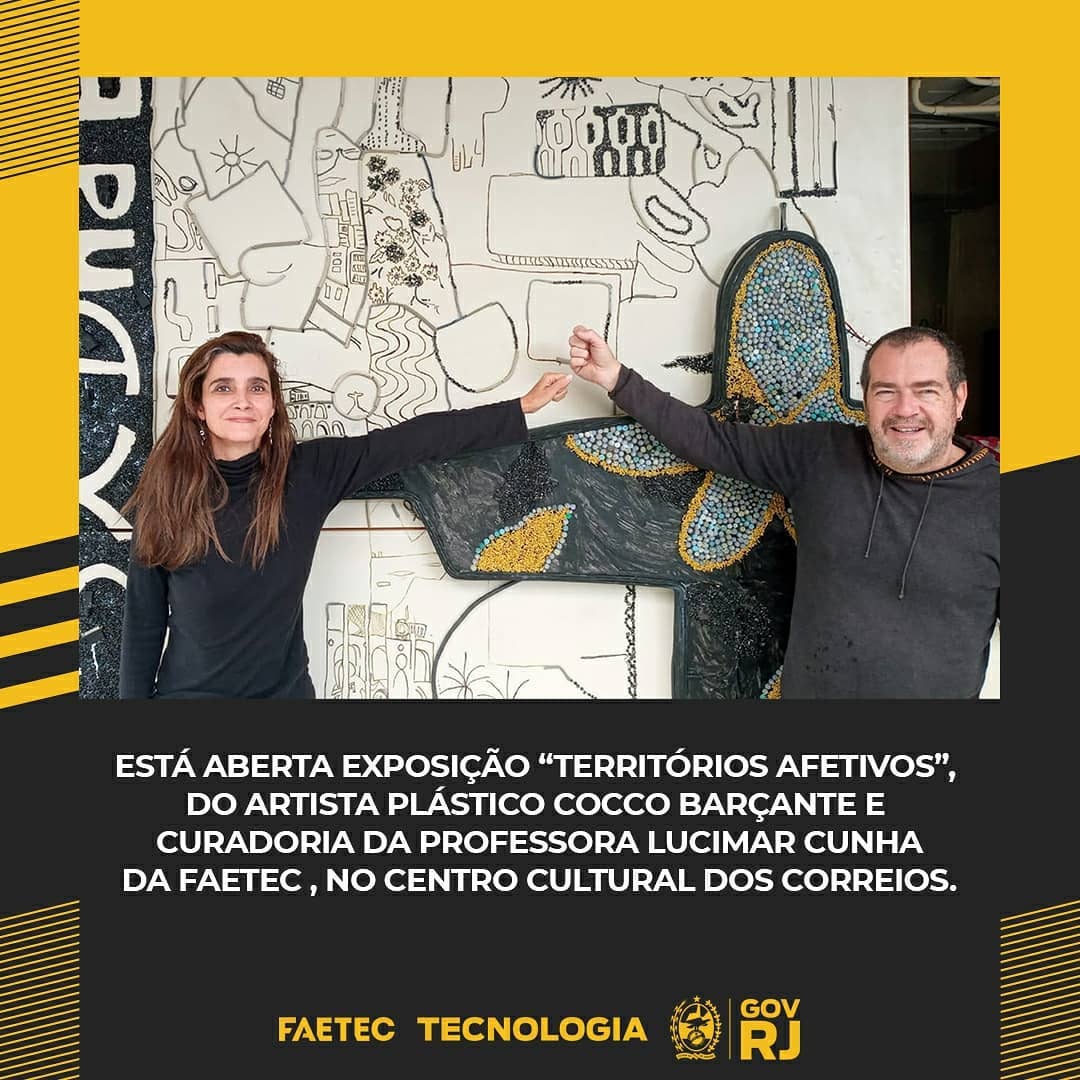 ESTÁ ABERTA EXPOSIÇÃO “TERRITÓRIOS AFETIVOS”,
DO ARTISTA PLÁSTICO COCCO BARÇANTE E
CURADORIA DA PROFESSORA LUCIMAR CUNHA
DA FAETEC , NO CENTRO CULTURAL DOS CORREIOS.
FAETEC TECNOLOGIA GOV
RJ